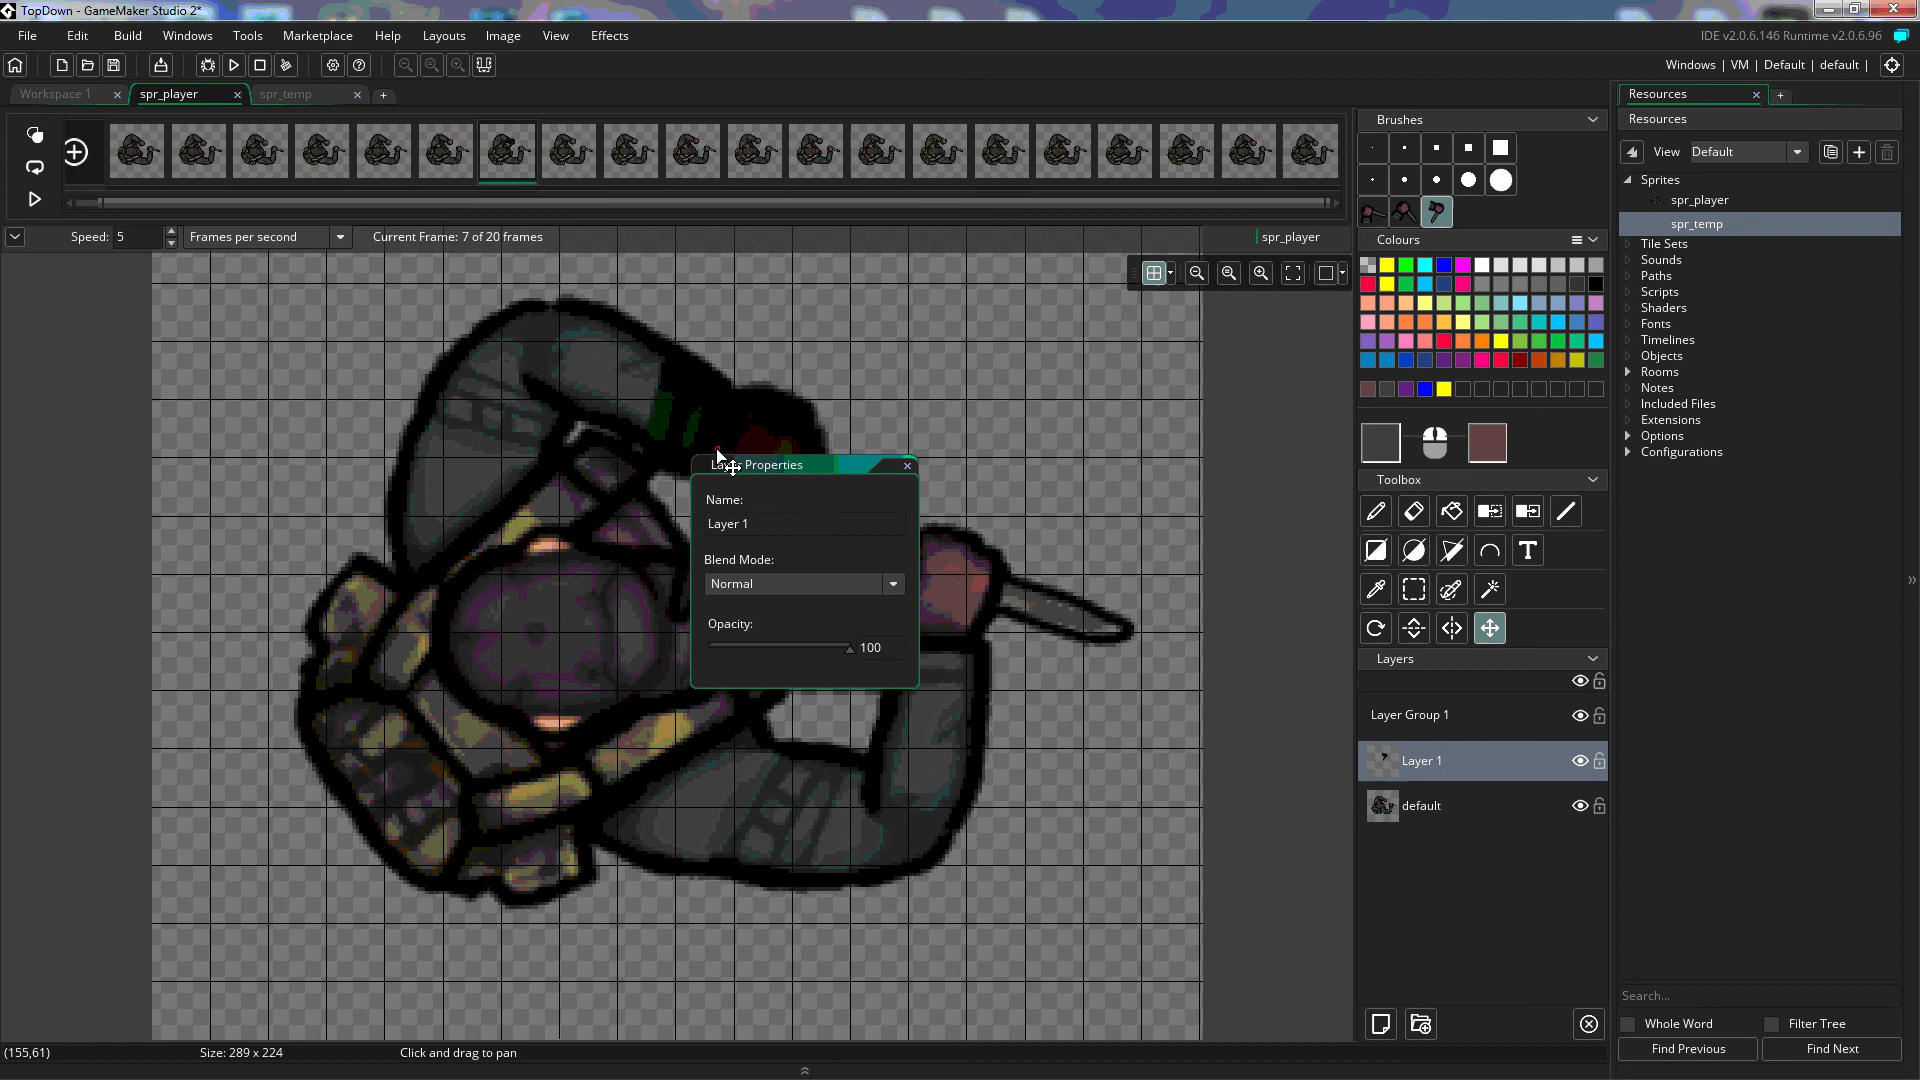 TopDown - GameMaker Studio 2*
File Edit Build Windows Tools Marketplace Help Layouts Image View Effects
IDE v2.0.6.146 Runtime v2.0.6.96
Windows | VM | Default | default |
Workspace 1
spr_player
spr_temp
Speed: 5
Frames per second
Current Frame: 7 of 20 frames
spr_player
Properties
Name:
Layer 1
Blend Mode:
Normal
Opacity:
100
Brushes
Colours
Toolbox
T
Layers
Layer Group 1
Layer 1
default
Resources
Resources
View Default
Sprites
spr_player
spr_temp
Tile Sets
Sounds
Paths
Scripts
Shaders
Fonts
Timelines
Objects
Rooms
Notes
Included Files
Extensions
Options
Configurations
Search...
Whole Word
Filter Tree
Find Previous
Find Next
(155,61)
Size: 289 x 224
Click and drag to pan